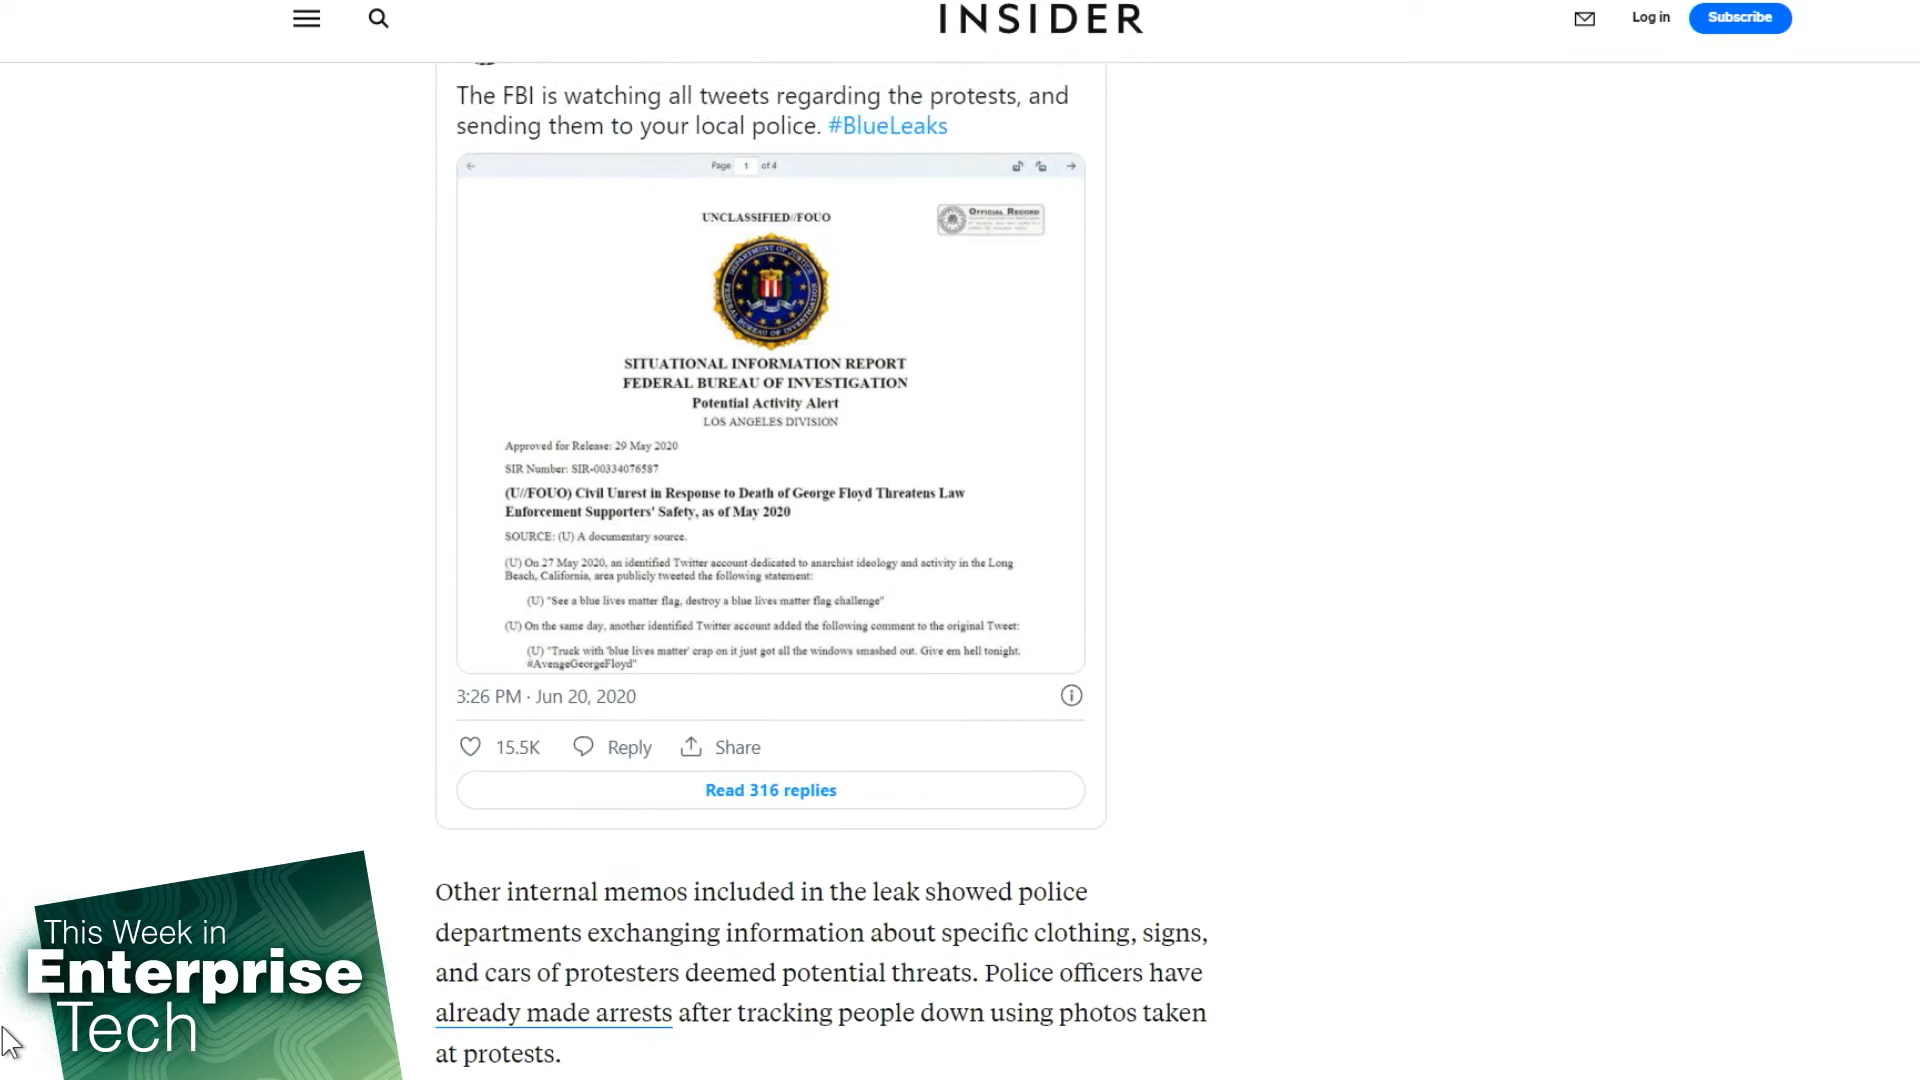 INSIDER
Log in
Subscribe
The FBI is watching all tweets regarding the protests, and
sending them to your local police. #BlueLeaks
Page 1 of 4
UNCLASSIFIED//FOUO
OFFICIAL RECORD
DEPARTMENT OF JUSTICE
FEDERAL BUREAU OF INVESTIGATION
SITUATIONAL INFORMATION REPORT
FEDERAL BUREAU OF INVESTIGATION
Potential Activity Alert
LOS ANGELES DIVISION
Approved for Release: 29 May 2020
SIR Number: SIR-00334076587
(U//FOUO) Civil Unrest in Response to Death of George Floyd Threatens Law
Enforcement Supporters' Safety, as of May 2020
SOURCE: (U) A documentary source.
(U) On 27 May 2020, an identified Twitter account dedicated to anarchist ideology and activity in the Long
Beach, California, area publicly tweeted the following statement:
(U) "See a blue lives matter flag, destroy a blue lives matter flag challenge"
(U) On the same day, another identified Twitter account added the following comment to the original Tweet:
(U) "Truck with 'blue lives matter' crap on it just got all the windows smashed out. Give em hell tonight.
#AvengeGeorgeFloyd"
3:26 PM · Jun 20, 2020
15.5K Reply Share
Read 316 replies
Other internal memos included in the leak showed police
departments exchanging information about specific clothing, signs,
and cars of protesters deemed potential threats. Police officers have
already made arrests after tracking people down using photos taken
at protests.
This Week in
Enterprise
Tech